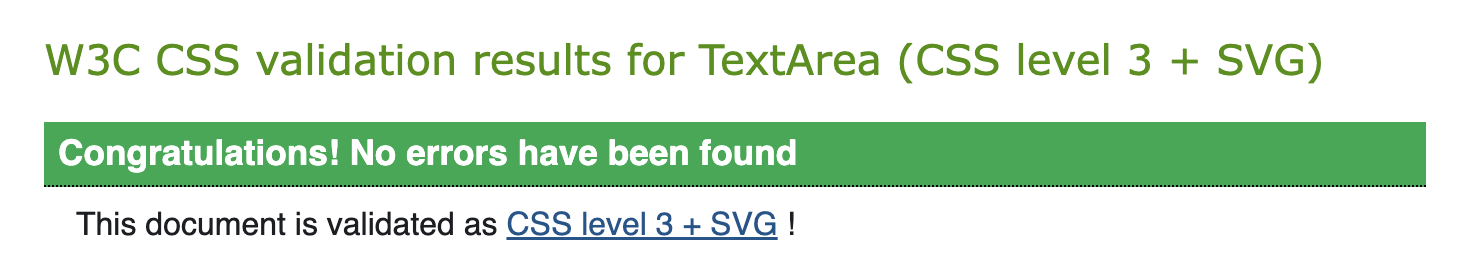 W3C CSS validation results for TextArea (CSS level 3 + SVG)
Congratulations! No errors have been found
This document is validated as CSS level 3 + SVG !